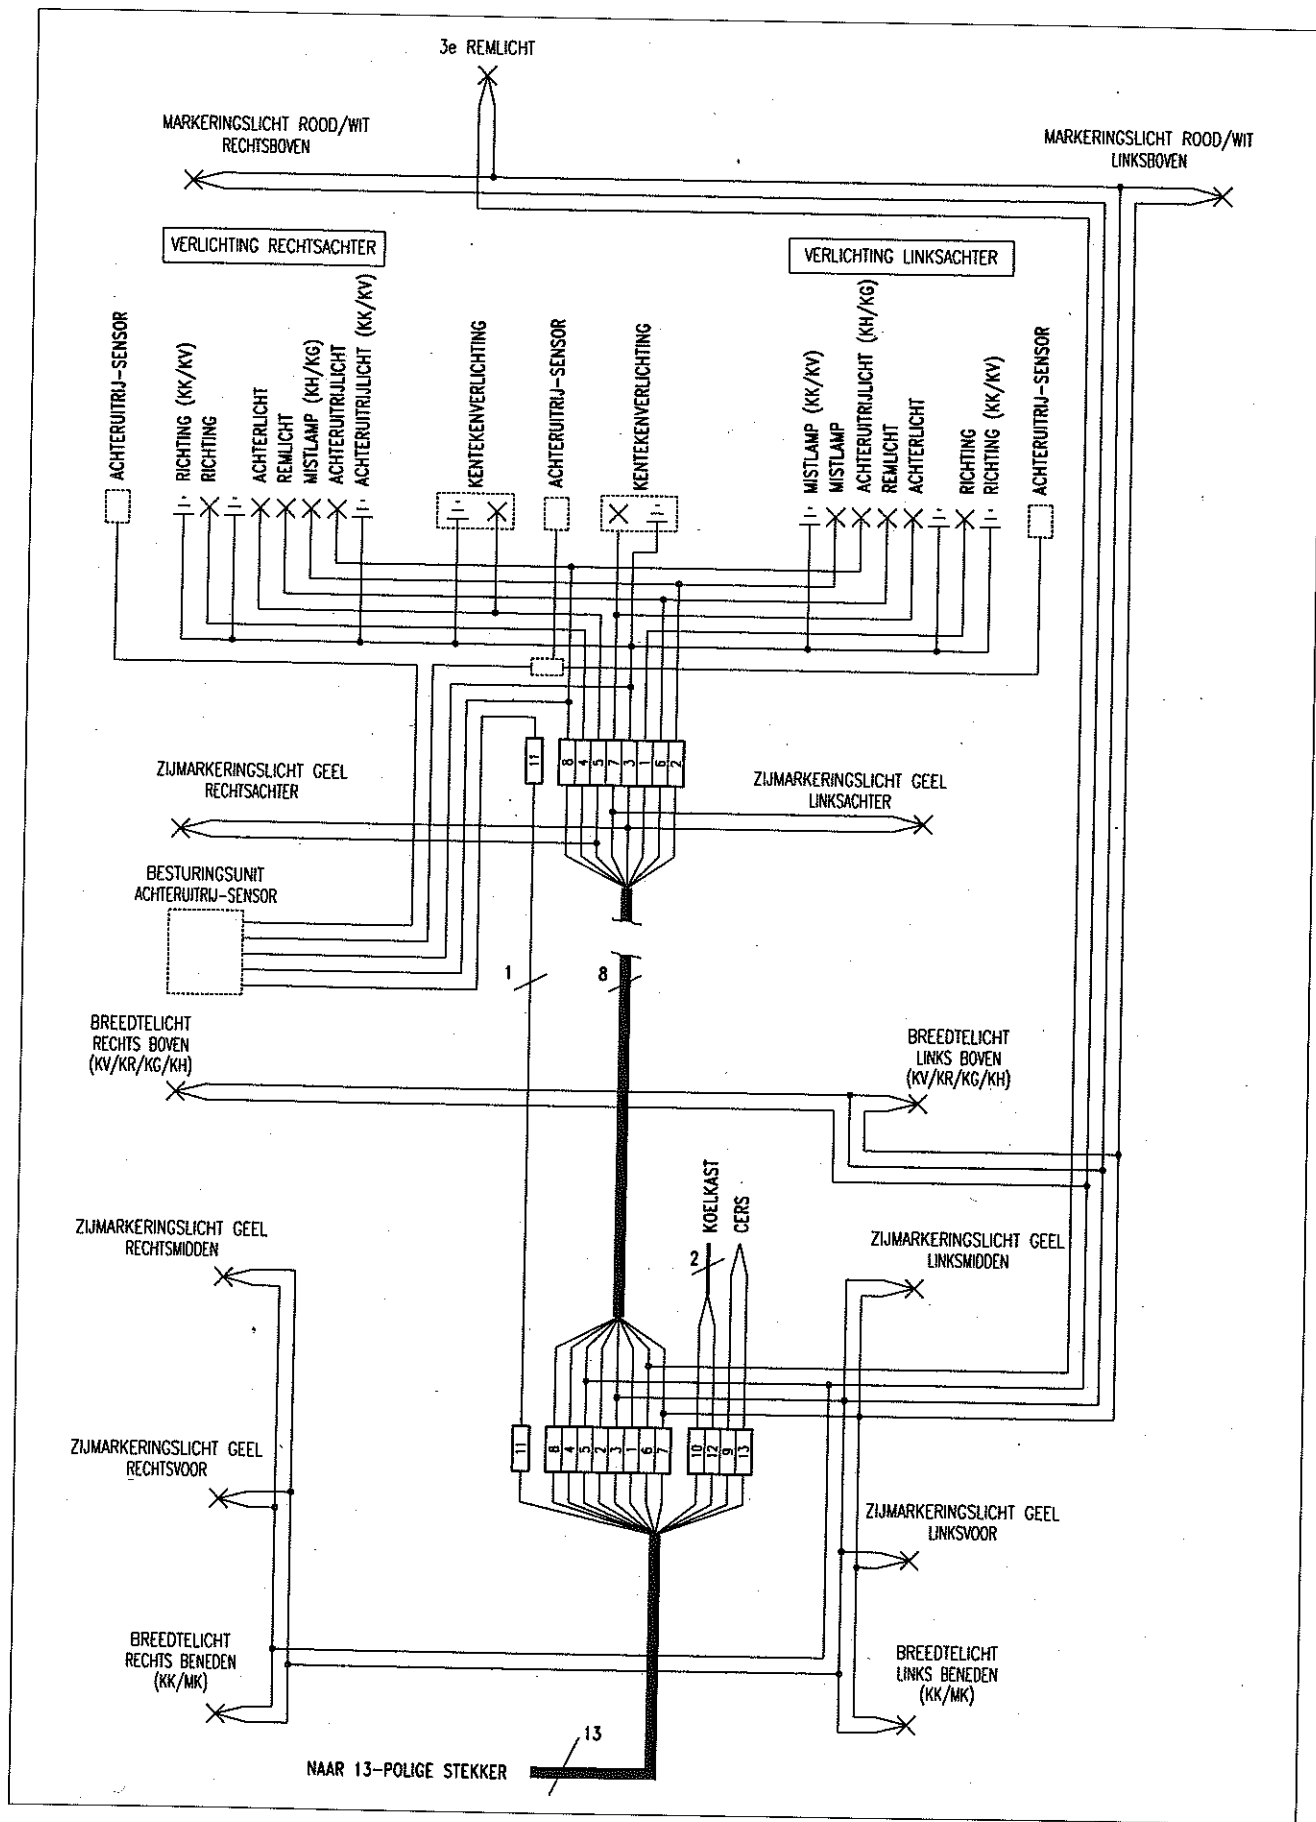 3e REMLICHT
MARKERINGSLICHT ROOD/WIT
RECHTSBOVEN
MARKERINGSLICHT ROOD/WIT
LINKSBOVEN
VERLICHTING RECHTSACHTER
VERLICHTING LINKSACHTER
ACHTERUITRIJ-SENSOR
RICHTING (KK/KV)
RICHTING
ACHTERLICHT
REMLICHT
MISTLAMP (KH/KG)
ACHTERUITRIJLICHT
ACHTERUITRIJLICHT (KK/KV)
KENTEKENVERLICHTING
ACHTERUITRIJ-SENSOR
KENTEKENVERLICHTING
MISTLAMP (KK/KV)
MISTLAMP
ACHTERUITRIJLICHT (KH/KG)
REMLICHT
ACHTERLICHT
RICHTING
RICHTING (KK/KV)
ACHTERUITRIJ-SENSOR
11
8 4 5 7 3 1 6 2
ZIJMARKERINGSLICHT GEEL
RECHTSACHTER
ZIJMARKERINGSLICHT GEEL
LINKSACHTER
BESTURINGSUNIT
ACHTERUITRIJ-SENSOR
1
8
BREEDTELICHT
RECHTS BOVEN
(KV/KR/KG/KH)
BREEDTELICHT
LINKS BOVEN
(KV/KR/KG/KH)
KOELKAST
CERS
2
ZIJMARKERINGSLICHT GEEL
RECHTSMIDDEN
ZIJMARKERINGSLICHT GEEL
LINKSMIDDEN
11
8 4 5 2 3 1 6 7
10 12 9 13
ZIJMARKERINGSLICHT GEEL
RECHTSVOOR
ZIJMARKERINGSLICHT GEEL
LINKSVOOR
BREEDTELICHT
RECHTS BENEDEN
(KK/MK)
BREEDTELICHT
LINKS BENEDEN
(KK/MK)
13
NAAR 13-POLIGE STEKKER